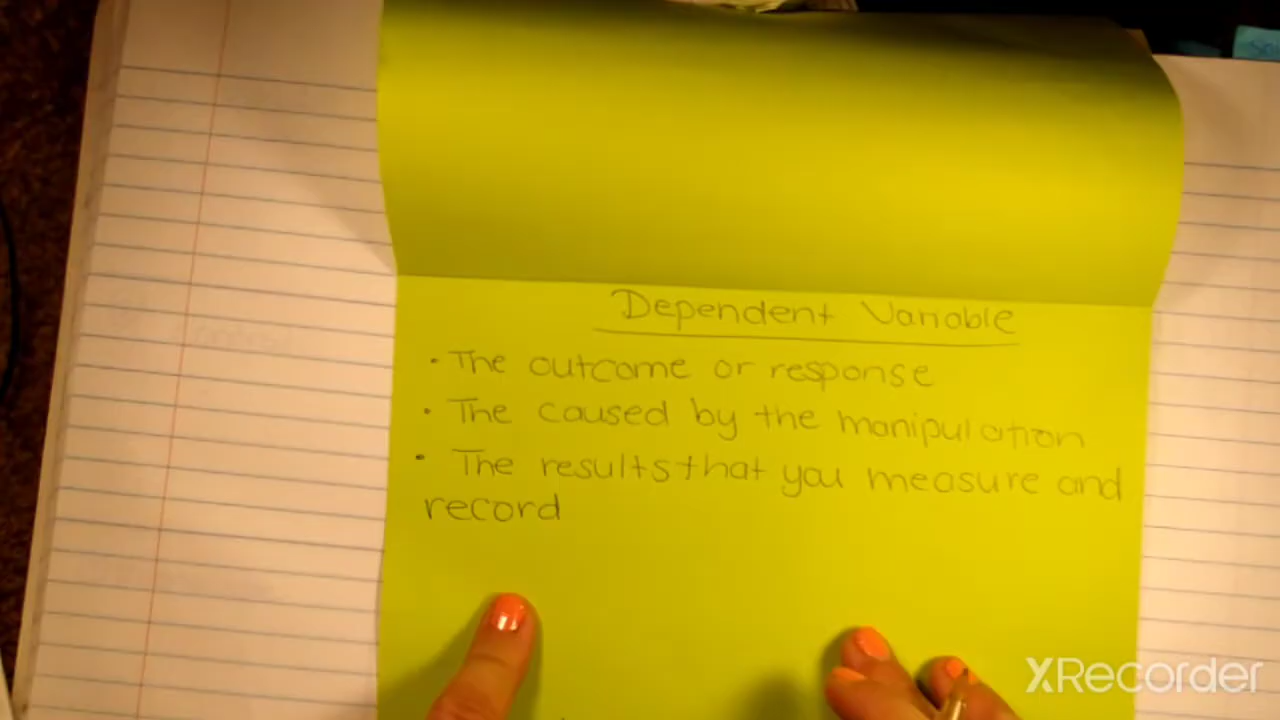 Dependent Variable
• The outcome or response
• The caused by the manipulation
• The results that you measure and
record
XRecorder